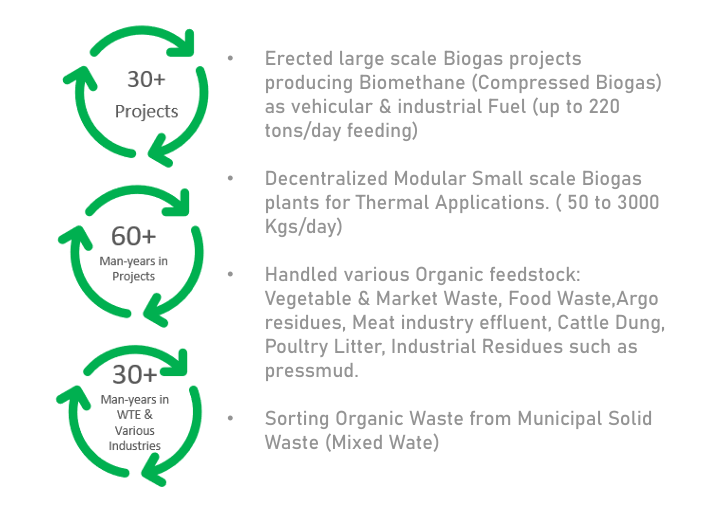 30+
Projects
60+
Man-years in
Projects
30+
Man-years in
WTE &
Various
Industries
• Erected large scale Biogas projects
producing Biomethane (Compressed Biogas)
as vehicular & industrial Fuel (up to 220
tons/day feeding)
• Decentralized Modular Small scale Biogas
plants for Thermal Applications. ( 50 to 3000
Kgs/day)
• Handled various Organic feedstock:
Vegetable & Market Waste, Food Waste,Argo
residues, Meat industry effluent, Cattle Dung,
Poultry Litter, Industrial Residues such as
pressmud.
• Sorting Organic Waste from Municipal Solid
Waste (Mixed Wate)